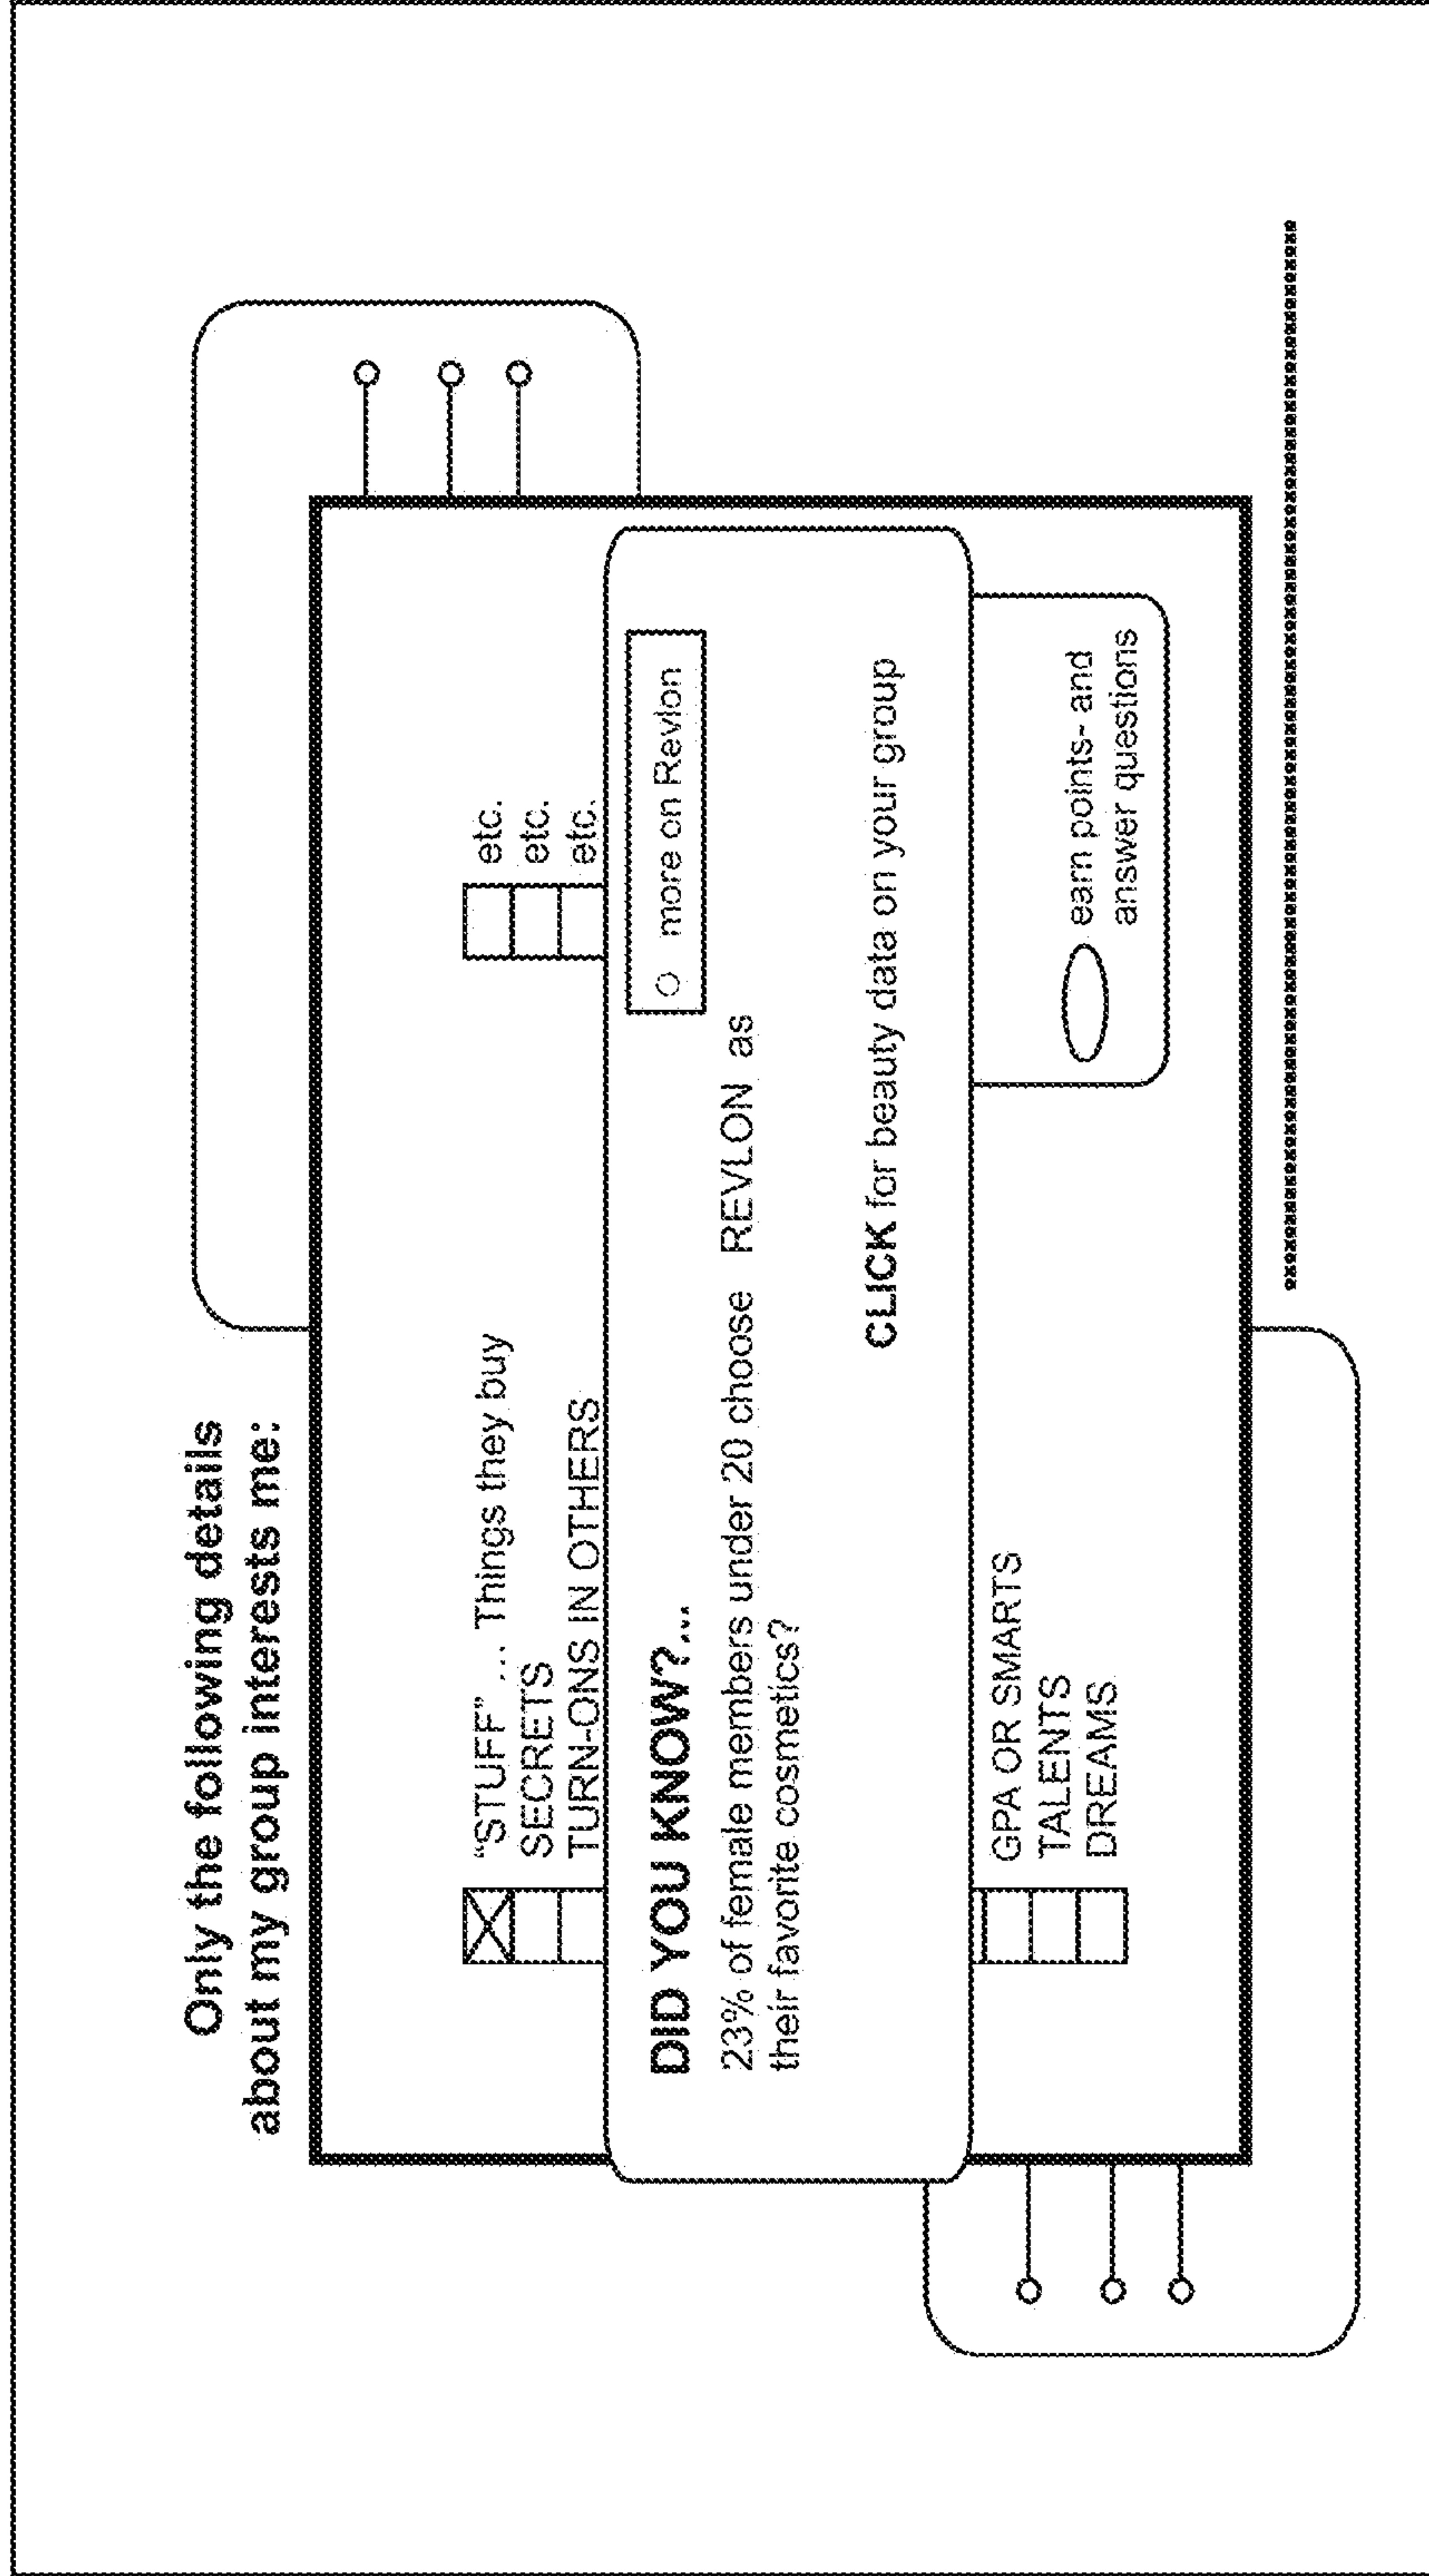 Only the following details
about my group interests me:
“STUFF” ... Things they buy
SECRETS
TURN-ONS IN OTHERS
etc.
etc.
etc.
DID YOU KNOW?...
more on Revlon
23% of female members under 20 choose REVLON as
their favorite cosmetics?
CLICK for beauty data on your group
GPA OR SMARTS
TALENTS
DREAMS
earn points- and
answer questions